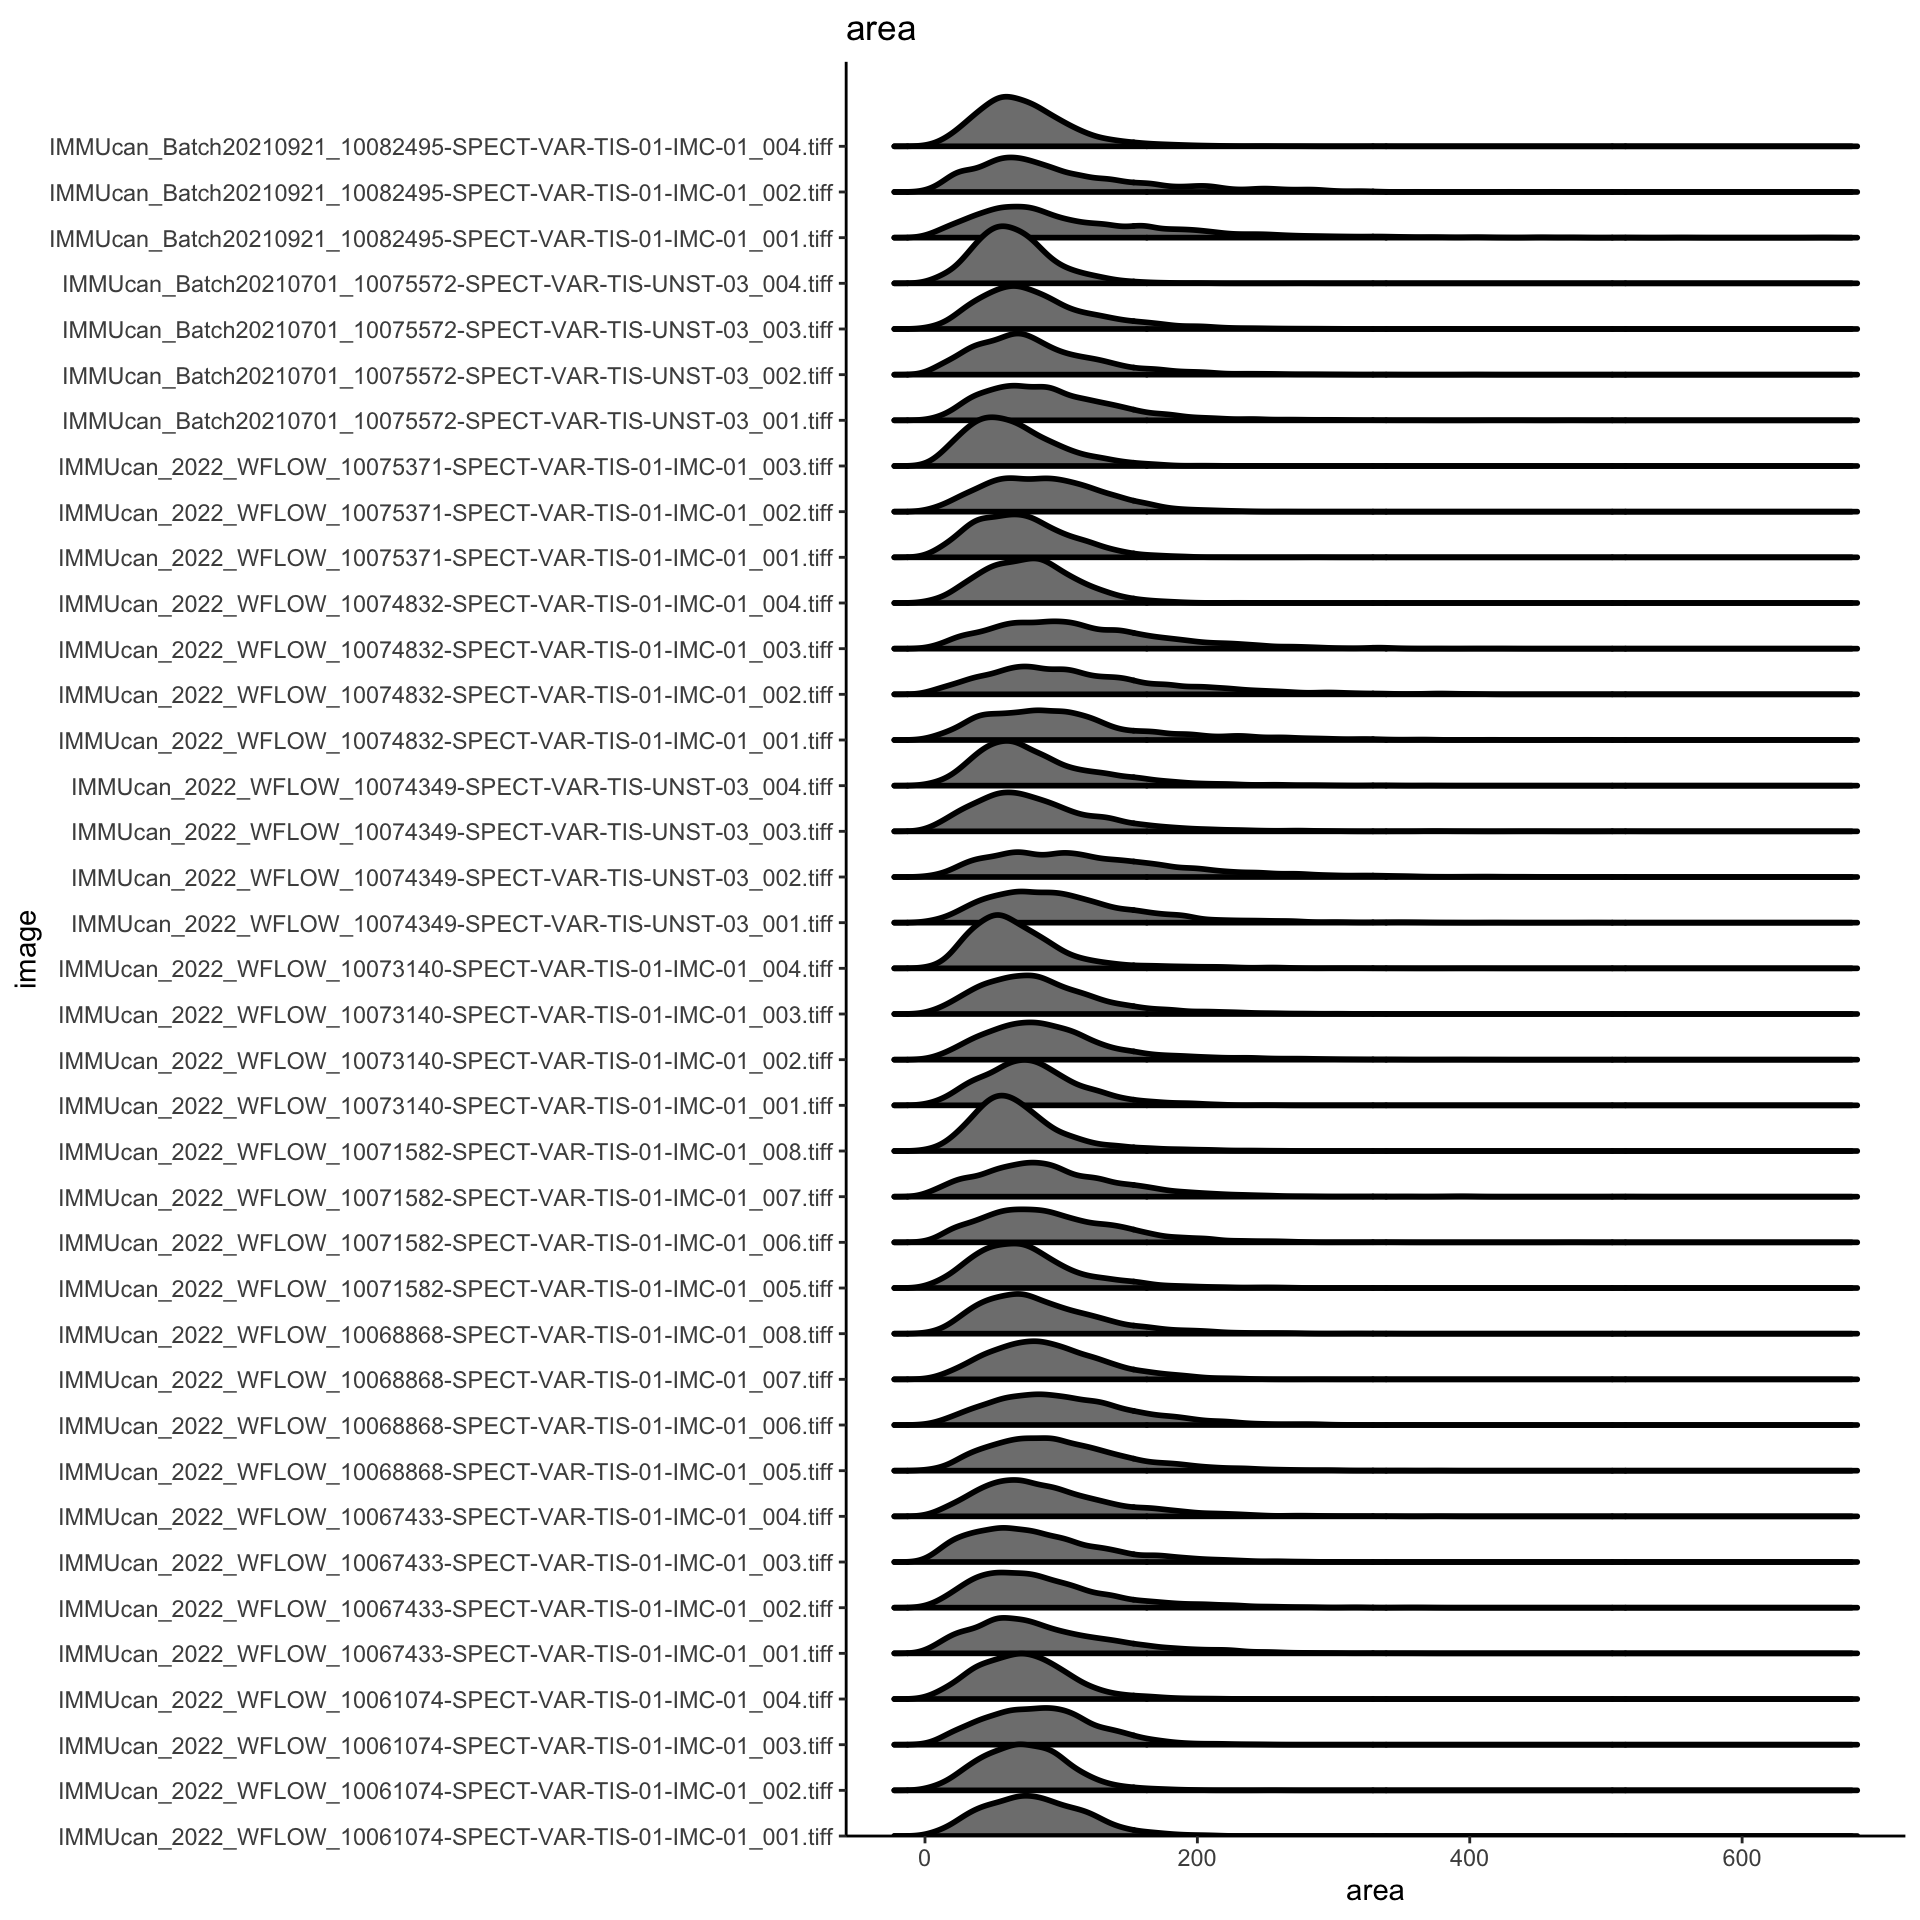 area
IMMUcan_Batch20210921_10082495-SPECT-VAR-TIS-01-IMC-01_004.tiff
IMMUcan_Batch20210921_10082495-SPECT-VAR-TIS-01-IMC-01_002.tiff
IMMUcan_Batch20210921_10082495-SPECT-VAR-TIS-01-IMC-01_001.tiff
IMMUcan_Batch20210701_10075572-SPECT-VAR-TIS-UNST-03_004.tiff
IMMUcan_Batch20210701_10075572-SPECT-VAR-TIS-UNST-03_003.tiff
IMMUcan_Batch20210701_10075572-SPECT-VAR-TIS-UNST-03_002.tiff
IMMUcan_Batch20210701_10075572-SPECT-VAR-TIS-UNST-03_001.tiff
IMMUcan_2022_WFLOW_10075371-SPECT-VAR-TIS-01-IMC-01_003.tiff
IMMUcan_2022_WFLOW_10075371-SPECT-VAR-TIS-01-IMC-01_002.tiff
IMMUcan_2022_WFLOW_10075371-SPECT-VAR-TIS-01-IMC-01_001.tiff
IMMUcan_2022_WFLOW_10074832-SPECT-VAR-TIS-01-IMC-01_004.tiff
IMMUcan_2022_WFLOW_10074832-SPECT-VAR-TIS-01-IMC-01_003.tiff
IMMUcan_2022_WFLOW_10074832-SPECT-VAR-TIS-01-IMC-01_002.tiff
IMMUcan_2022_WFLOW_10074832-SPECT-VAR-TIS-01-IMC-01_001.tiff
IMMUcan_2022_WFLOW_10074349-SPECT-VAR-TIS-UNST-03_004.tiff
IMMUcan_2022_WFLOW_10074349-SPECT-VAR-TIS-UNST-03_003.tiff
IMMUcan_2022_WFLOW_10074349-SPECT-VAR-TIS-UNST-03_002.tiff
IMMUcan_2022_WFLOW_10074349-SPECT-VAR-TIS-UNST-03_001.tiff
IMMUcan_2022_WFLOW_10073140-SPECT-VAR-TIS-01-IMC-01_004.tiff
IMMUcan_2022_WFLOW_10073140-SPECT-VAR-TIS-01-IMC-01_003.tiff
IMMUcan_2022_WFLOW_10073140-SPECT-VAR-TIS-01-IMC-01_002.tiff
IMMUcan_2022_WFLOW_10073140-SPECT-VAR-TIS-01-IMC-01_001.tiff
IMMUcan_2022_WFLOW_10071582-SPECT-VAR-TIS-01-IMC-01_008.tiff
IMMUcan_2022_WFLOW_10071582-SPECT-VAR-TIS-01-IMC-01_007.tiff
IMMUcan_2022_WFLOW_10071582-SPECT-VAR-TIS-01-IMC-01_006.tiff
IMMUcan_2022_WFLOW_10071582-SPECT-VAR-TIS-01-IMC-01_005.tiff
IMMUcan_2022_WFLOW_10068868-SPECT-VAR-TIS-01-IMC-01_008.tiff
IMMUcan_2022_WFLOW_10068868-SPECT-VAR-TIS-01-IMC-01_007.tiff
IMMUcan_2022_WFLOW_10068868-SPECT-VAR-TIS-01-IMC-01_006.tiff
IMMUcan_2022_WFLOW_10068868-SPECT-VAR-TIS-01-IMC-01_005.tiff
IMMUcan_2022_WFLOW_10067433-SPECT-VAR-TIS-01-IMC-01_004.tiff
IMMUcan_2022_WFLOW_10067433-SPECT-VAR-TIS-01-IMC-01_003.tiff
IMMUcan_2022_WFLOW_10067433-SPECT-VAR-TIS-01-IMC-01_002.tiff
IMMUcan_2022_WFLOW_10067433-SPECT-VAR-TIS-01-IMC-01_001.tiff
IMMUcan_2022_WFLOW_10061074-SPECT-VAR-TIS-01-IMC-01_004.tiff
IMMUcan_2022_WFLOW_10061074-SPECT-VAR-TIS-01-IMC-01_003.tiff
IMMUcan_2022_WFLOW_10061074-SPECT-VAR-TIS-01-IMC-01_002.tiff
IMMUcan_2022_WFLOW_10061074-SPECT-VAR-TIS-01-IMC-01_001.tiff
image
0 200 400 600
area